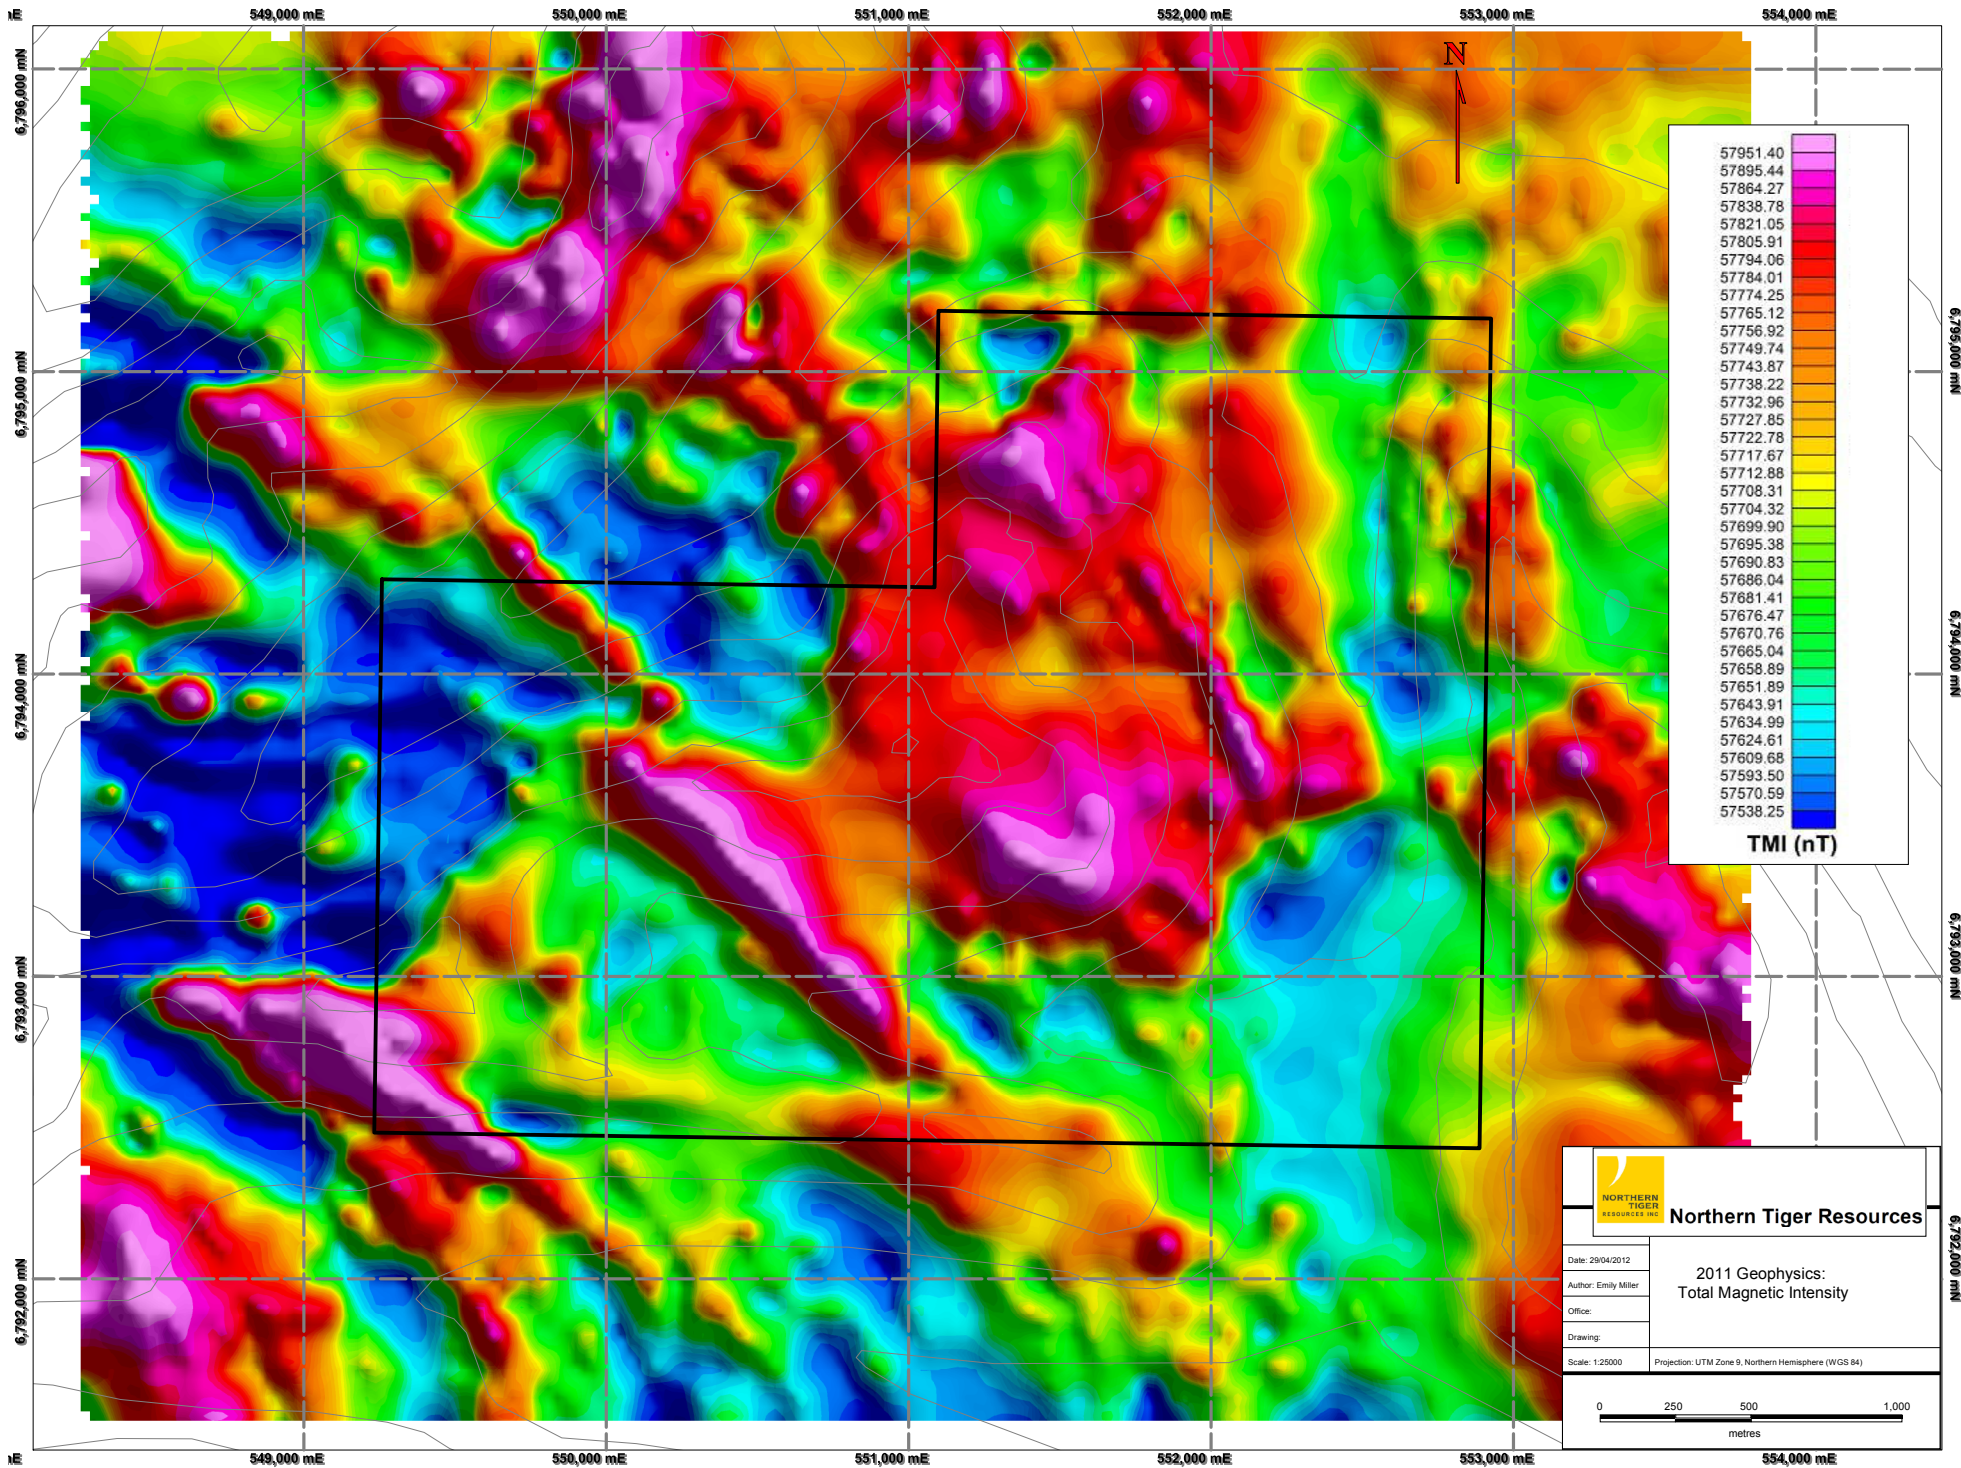 ıE
549,000 mE
550,000 mE
551,000 mE
552,000 mE
553,000 mE
554,000 mE
N
6,796,000 mN
6,795,000 mN
6,794,000 mN
6,793,000 mN
6,792,000 mN
6,795,000 mN
6,794,000 mN
6,793,000 mN
6,792,000 mN
57951.40
57895.44
57864.27
57838.78
57821.05
57805.91
57794.06
57784.01
57774.25
57765.12
57756.92
57749.74
57743.87
57738.22
57732.96
57727.85
57722.78
57717.67
57712.88
57708.31
57704.32
57699.90
57695.38
57690.83
57686.04
57681.41
57676.47
57670.76
57665.04
57658.89
57651.89
57643.91
57634.99
57624.61
57609.68
57593.50
57570.59
57538.25
TMI (nT)
NORTHERN
TIGER
RESOURCES INC
Northern Tiger Resources
Date: 29/04/2012
Author: Emily Miller
Office:
Drawing:
Scale: 1:25000
2011 Geophysics:
Total Magnetic Intensity
Projection: UTM Zone 9, Northern Hemisphere (WGS 84)
0 250 500 1,000
metres
ıE
549,000 mE
550,000 mE
551,000 mE
552,000 mE
553,000 mE
554,000 mE